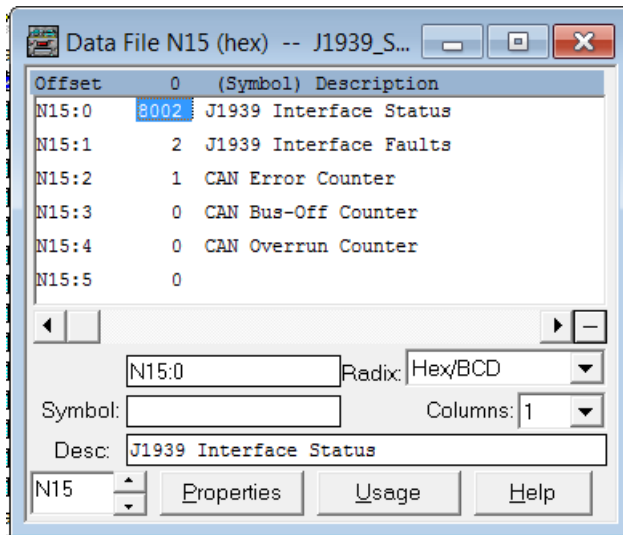 Data File N15 (hex) -- J1939_S...
Offset 0 (Symbol) Description
N15:0 8002 J1939 Interface Status
N15:1 2 J1939 Interface Faults
N15:2 1 CAN Error Counter
N15:3 0 CAN Bus-Off Counter
N15:4 0 CAN Overrun Counter
N15:5 0
N15:0 Radix: Hex/BCD
Symbol: Columns: 1
Desc: J1939 Interface Status
N15 Properties Usage Help